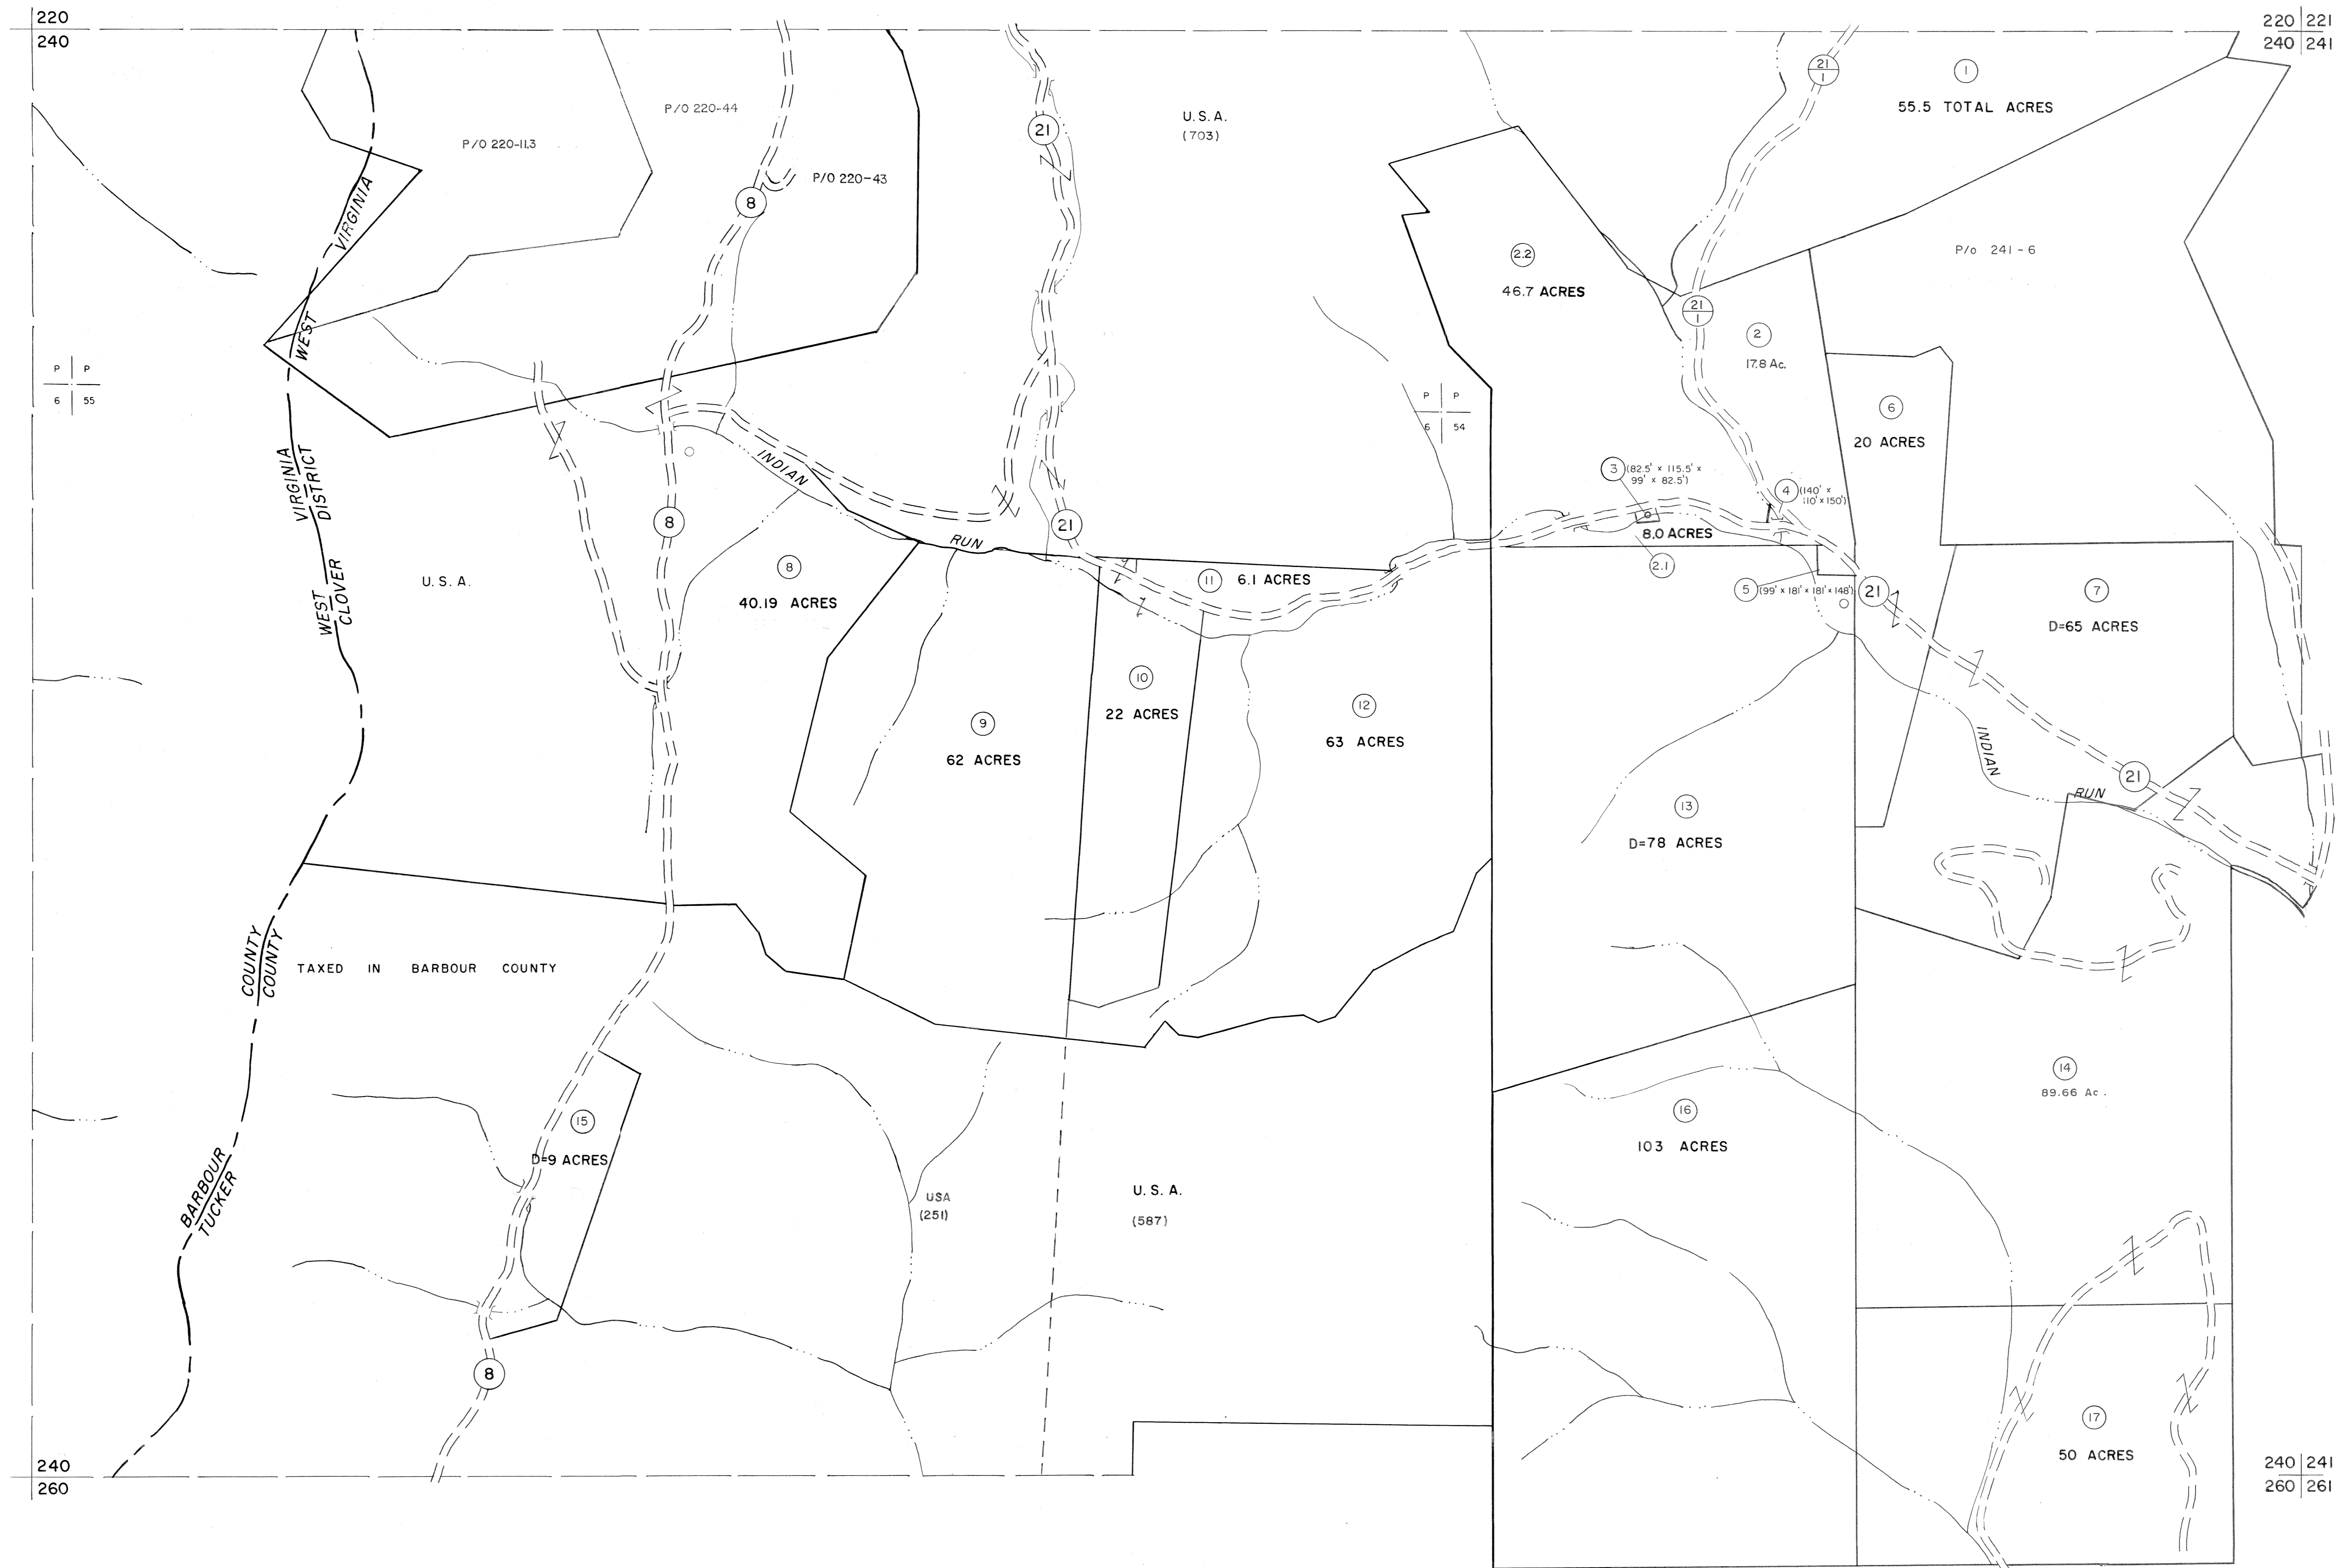 220
240
220 221
240 241
21
1
1
55.5 TOTAL ACRES
P/O 220-44
P/O 220-11.3
U.S.A.
(703)
21
P/O 220-43
8
VIRGINIA
WEST
2.2
46.7 ACRES
P/o 241-6
21
1
2
17.8 Ac.
P P
6 55
P P
6 54
6
20 ACRES
VIRGINIA
DISTRICT
WEST
CLOVER
INDIAN
RUN
3 (82.5' x 115.5' x
99' x 82.5')
4 (140' x
110' x 150')
8
21
8.0 ACRES
2.1
U.S.A.
8
40.19 ACRES
11 6.1 ACRES
5 (99' x 181' x 181' x 148')
21
7
D=65 ACRES
10
22 ACRES
9
62 ACRES
12
63 ACRES
INDIAN
RUN
21
13
D=78 ACRES
COUNTY
COUNTY
TAXED IN BARBOUR COUNTY
14
89.66 Ac.
15
D=9 ACRES
16
103 ACRES
BARBOUR
TUCKER
USA
(251)
U.S.A.
(587)
8
17
50 ACRES
240
260
240 241
260 261